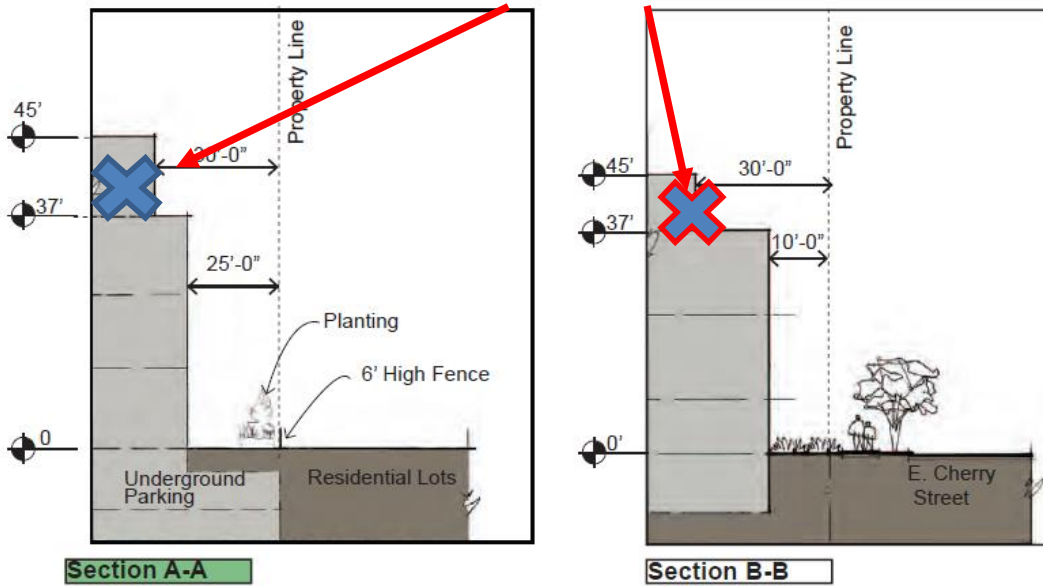 Property Line
45'
30'-0"
37'
25'-0"
Planting
6' High Fence
0
Underground
Parking
Residential Lots
Section A-A
Property Line
45'
30'-0"
37'
10'-0"
0'
E. Cherry
Street
Section B-B